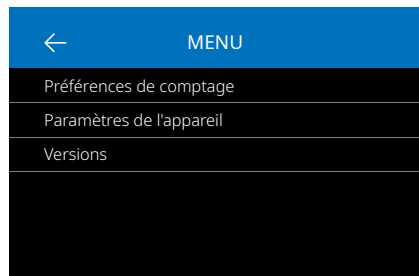 MENU
Préférences de comptage
Paramètres de l'appareil
Versions